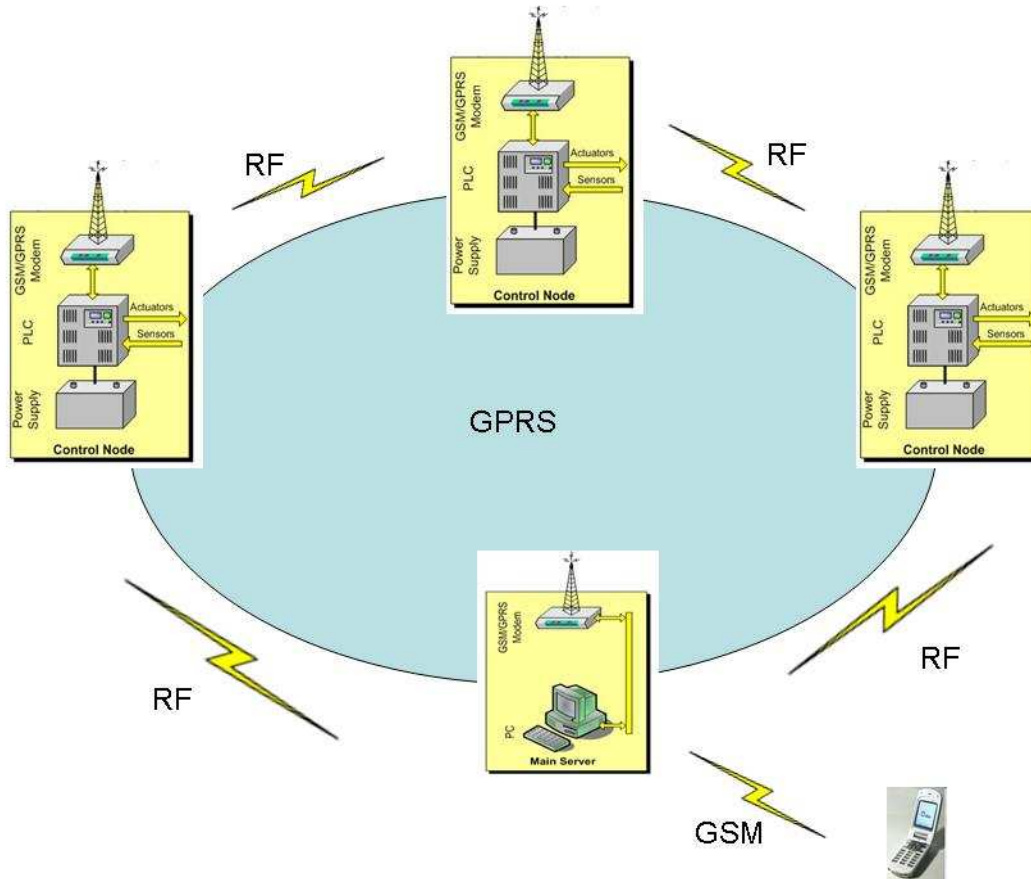 RF
RF
GSM/GPRS
Modem
PLC
Actuators
Sensors
Power
Supply
Control Node
GSM/GPRS
Modem
PLC
Actuators
Sensors
Power
Supply
Control Node
GSM/GPRS
Modem
PLC
Actuators
Sensors
Power
Supply
Control Node
GPRS
RF
RF
GSM/GPRS
Modem
PC
Main Server
GSM